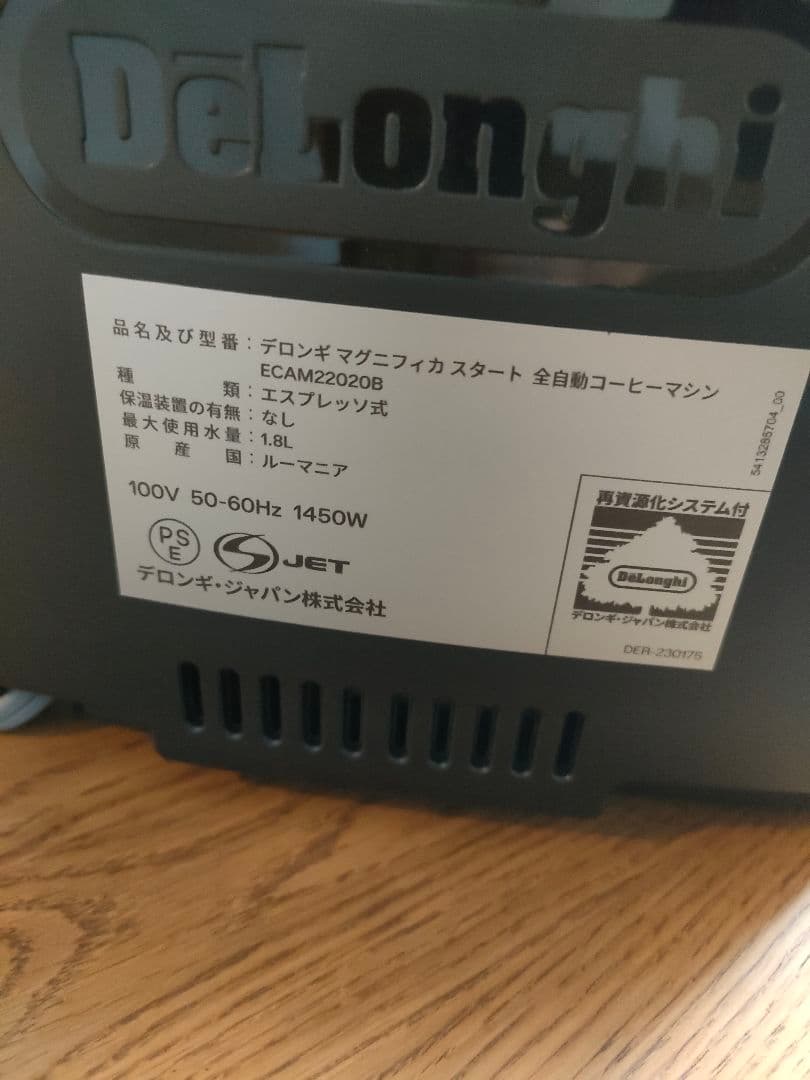 DēLonghi
品名及び型番：デロンギ マグニフィカ スタート 全自動コーヒーマシン
ECAM22020B
種類：エスプレッソ式
保温装置の有無：なし
最大使用水量：1.8L
原産国：ルーマニア
100V 50-60Hz 1450W
PS
E
JET
デロンギ・ジャパン株式会社
5413286704_00
再資源化システム付
DēLonghi
デロンギ・ジャパン株式会社
DER-230175